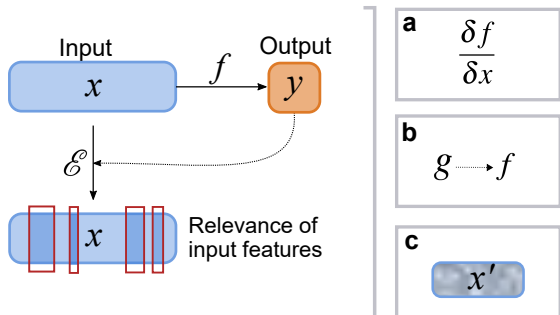 Input
Output
x
f
y
ℰ
x
Relevance of
input features
a
δf
δx
b
g
f
c
x′